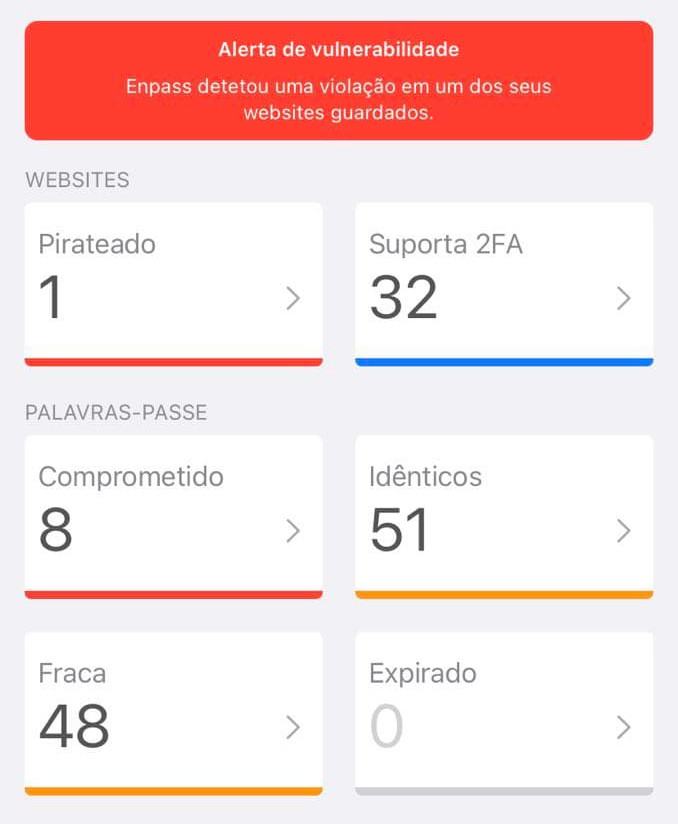 Alerta de vulnerabilidade
Enpass detetou uma violação em um dos seus
websites guardados.
WEBSITES
Pirateado
1
Suporta 2FA
32
PALAVRAS-PASSE
Comprometido
8
Idênticos
51
Fraca
48
Expirado
0